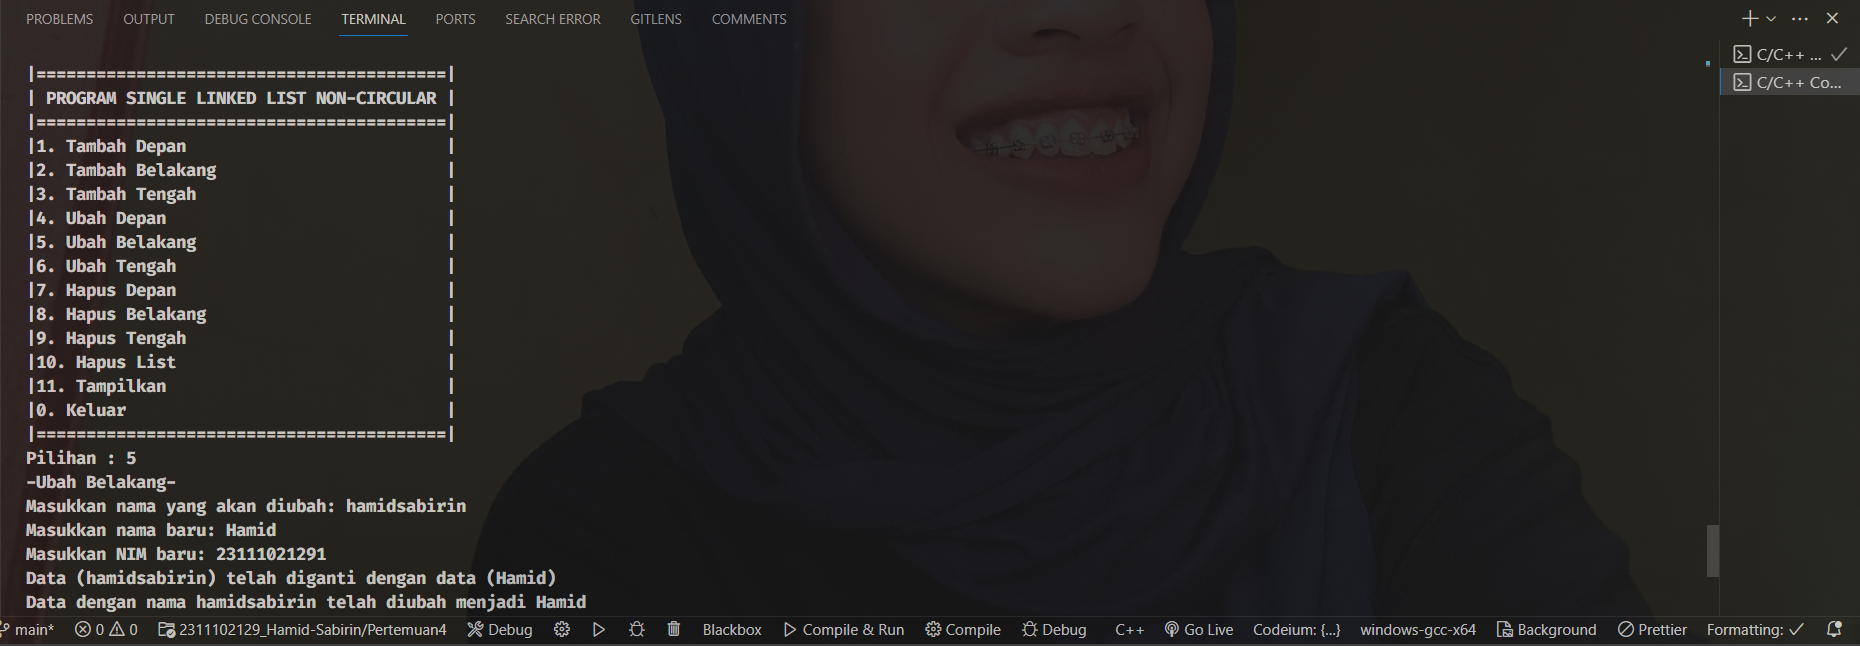 PROBLEMS OUTPUT DEBUG CONSOLE TERMINAL PORTS SEARCH ERROR GITLENS COMMENTS
C/C++ ...
C/C++ Co...
|=========================================|
| PROGRAM SINGLE LINKED LIST NON-CIRCULAR |
|=========================================|
|1. Tambah Depan |
|2. Tambah Belakang |
|3. Tambah Tengah |
|4. Ubah Depan |
|5. Ubah Belakang |
|6. Ubah Tengah |
|7. Hapus Depan |
|8. Hapus Belakang |
|9. Hapus Tengah |
|10. Hapus List |
|11. Tampilkan |
|0. Keluar |
|=========================================|
Pilihan : 5
-Ubah Belakang-
Masukkan nama yang akan diubah: hamidsabirin
Masukkan nama baru: Hamid
Masukkan NIM baru: 23111021291
Data (hamidsabirin) telah diganti dengan data (Hamid)
Data dengan nama hamidsabirin telah diubah menjadi Hamid
main* 0 0 2311102129_Hamid-Sabirin/Pertemuan4 Debug Blackbox Compile & Run Compile Debug C++ Go Live Codeium: {...} windows-gcc-x64 Background Prettier Formatting: ✓